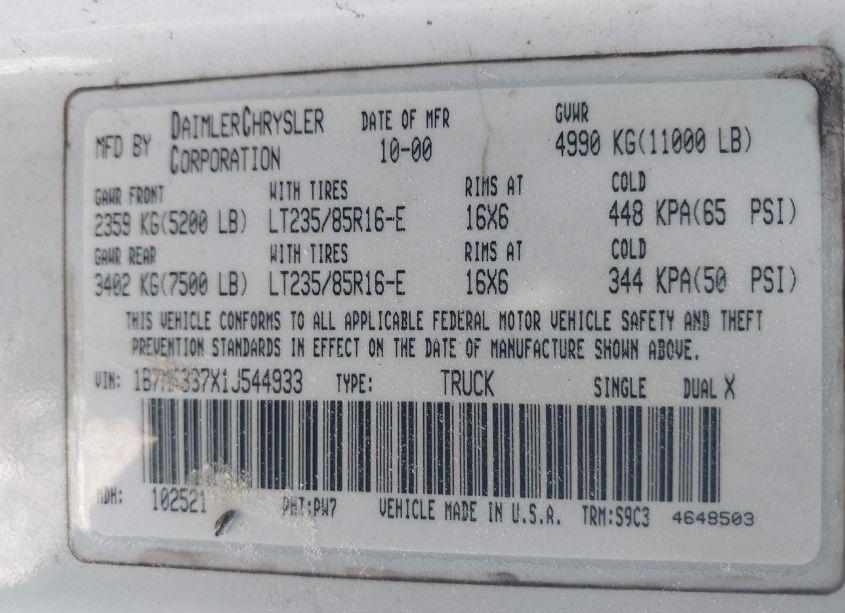 MFD BY DAIMLERCHRYSLER CORPORATION DATE OF MFR 10-00 GVWR 4990 KG(11000 LB)
GAWR FRONT WITH TIRES RIMS AT COLD
2359 KG(5200 LB) LT235/85R16-E 16X6 448 KPA(65 PSI)
GAWR REAR WITH TIRES RIMS AT COLD
3402 KG(7500 LB) LT235/85R16-E 16X6 344 KPA(50 PSI)
THIS VEHICLE CONFORMS TO ALL APPLICABLE FEDERAL MOTOR VEHICLE SAFETY AND THEFT
PREVENTION STANDARDS IN EFFECT ON THE DATE OF MANUFACTURE SHOWN ABOVE.
VIN: TYPE: TRUCK SINGLE DUAL X
MDH: 102521 PNT:PW7 VEHICLE MADE IN U.S.A. TRM:S9C3 4648503